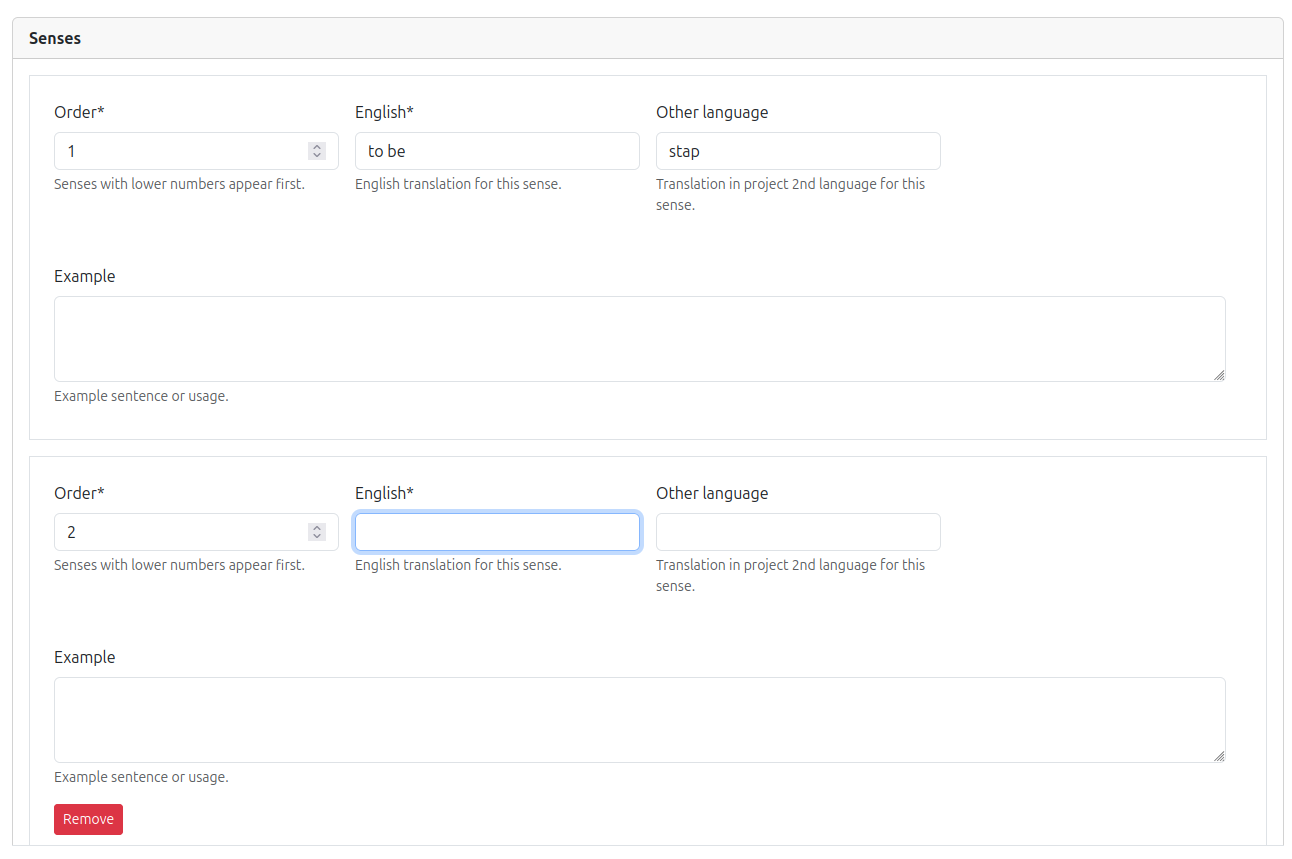 Senses
Order* English* Other language
1 to be stap
Senses with lower numbers appear first. English translation for this sense. Translation in project 2nd language for this
sense.
Example
Example sentence or usage.
Order* English* Other language
2
Senses with lower numbers appear first. English translation for this sense. Translation in project 2nd language for this
sense.
Example
Example sentence or usage.
Remove